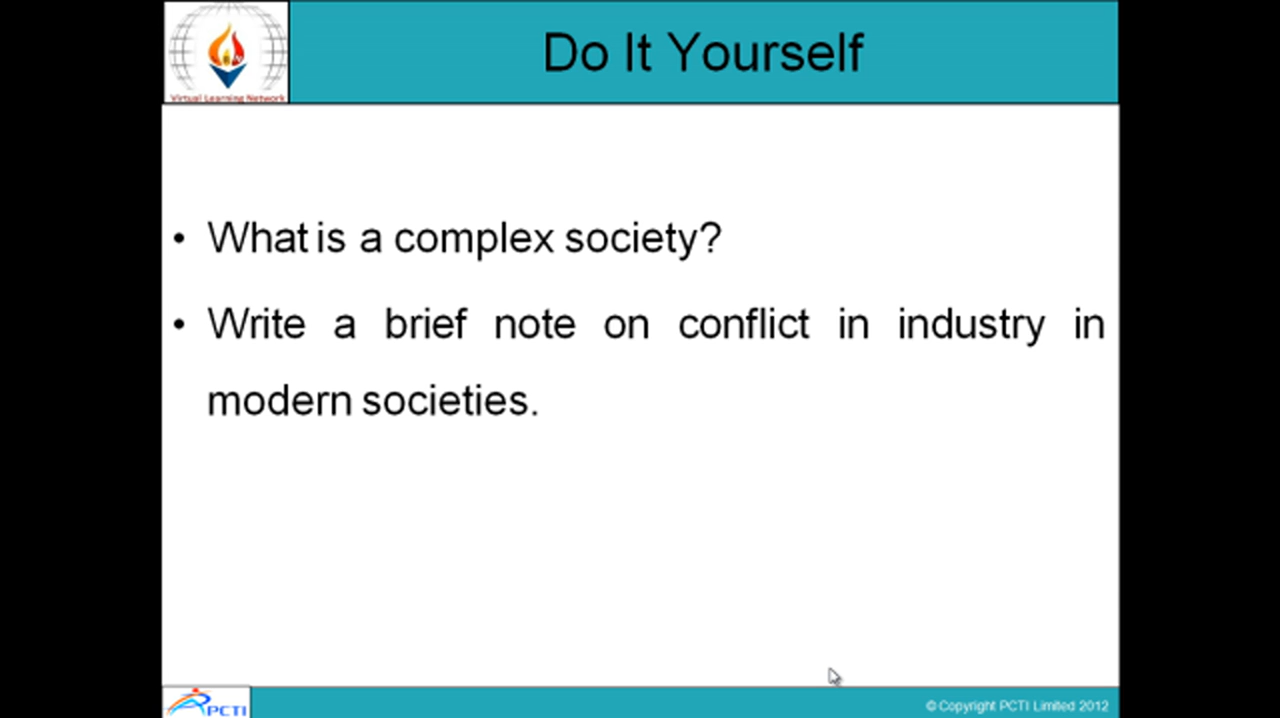 Do It Yourself
Virtual Learning Network
• What is a complex society?
• Write a brief note on conflict in industry in
modern societies.
PCTI
© Copyright PCTI Limited 2012